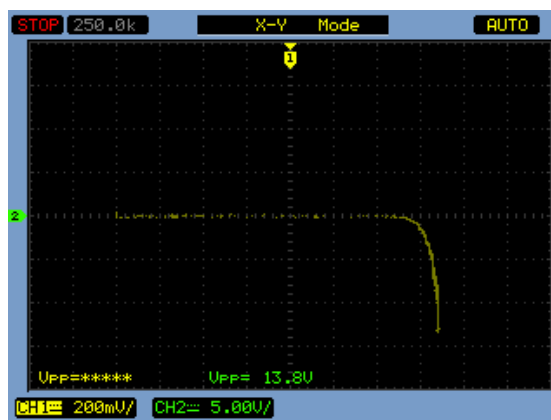 STOP 250.0k X-Y Mode AUTO
1
2
Vpp=***** Vpp= 13.8V
CH1 200mV/ CH2 5.00V/